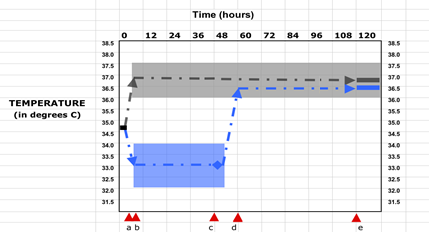 Time (hours)
0 12 24 36 48 60 72 84 96 108 120
38.5 38.5
38.0 38.0
37.5 37.5
37.0 37.0
36.5 36.5
36.0 36.0
TEMPERATURE 35.5 35.5
(in degrees C) 35.0 35.0
34.5 34.5
34.0 34.0
33.5 33.5
33.0 33.0
32.5 32.5
32.0 32.0
31.5 31.5
a b c d e